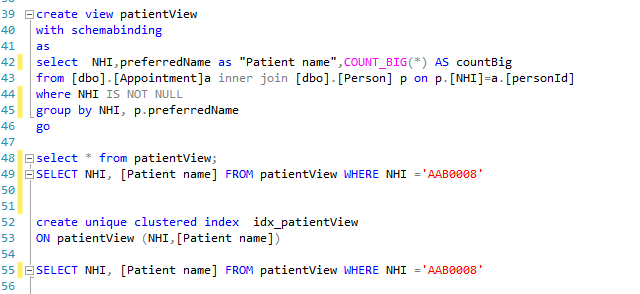 39 create view patientView
40 with schemabinding
41 as
42 select NHI,preferredName as "Patient name",COUNT_BIG(*) AS countBig
43 from [dbo].[Appointment]a inner join [dbo].[Person] p on p.[NHI]=a.[personId]
44 where NHI IS NOT NULL
45 group by NHI, p.preferredName
46 go
47
48 select * from patientView;
49 SELECT NHI, [Patient name] FROM patientView WHERE NHI ='AAB0008'
50
51
52 create unique clustered index idx_patientView
53 ON patientView (NHI,[Patient name])
54
55 SELECT NHI, [Patient name] FROM patientView WHERE NHI ='AAB0008'
56